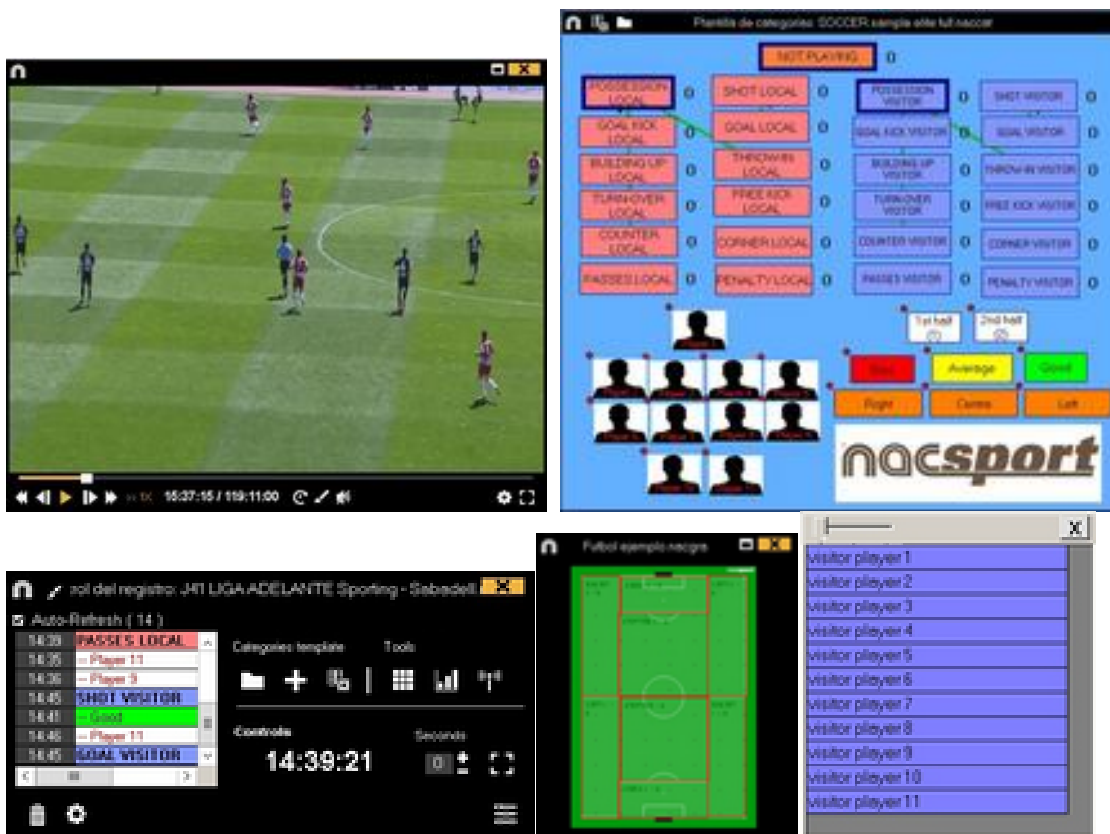 Plantilla de categorias: SOCCER sample elite full.naccer
NOT PLAYING 0
POSSESSION LOCAL 0
SHOT LOCAL 0
POSSESSION VISITOR 0
SHOT VISITOR 0
GOAL KICK LOCAL 0
GOAL LOCAL 0
GOAL KICK VISITOR 0
GOAL VISITOR 0
BUILDING UP LOCAL 0
THROW-IN LOCAL 0
BUILDING UP VISITOR 0
THROW-IN VISITOR 0
TURN-OVER LOCAL 0
FREE KICK LOCAL 0
TURN-OVER VISITOR 0
FREE KICK VISITOR 0
COUNTER LOCAL 0
CORNER LOCAL 0
COUNTER VISITOR 0
CORNER VISITOR 0
PASSES LOCAL 0
PENALTY LOCAL 0
PASSES VISITOR 0
PENALTY VISITOR 0
1st half
2nd half
Average
Good
Right
Centre
Left
nacsport
1X 15:37:15 / 119:11:00
zol del registro: J41 LIGA ADELANTE Sporting - Sabadell
Auto-Refresh ( 14 )
14:39 PASSES LOCAL
14:35 -- Player 11
14:36 -- Player 9
14:45 SHOT VISITOR
14:41 -- Good
14:46 -- Player 11
14:45 GOAL VISITOR
Categories template
Tools
Controls
Seconds
14:39:21
0
Futbol ejemplo.nacgra
X
visitor player 1
visitor player 2
visitor player 3
visitor player 4
visitor player 5
visitor player 6
visitor player 7
visitor player 8
visitor player 9
visitor player 10
visitor player 11